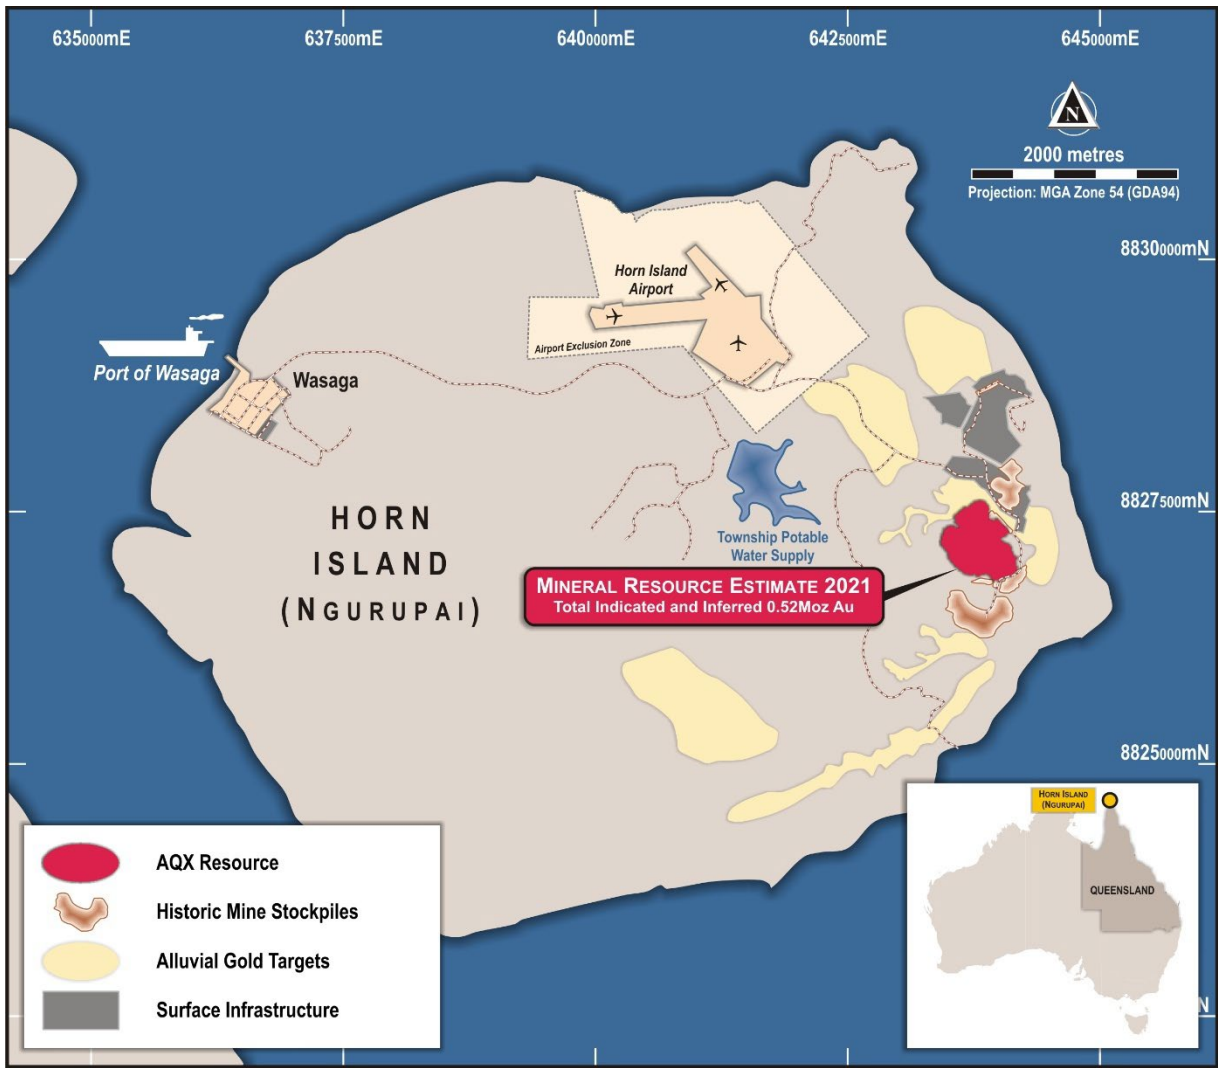 635000mE
637500mE
640000mE
642500mE
645000mE
N
2000 metres
Projection: MGA Zone 54 (GDA94)
8830000mN
Horn Island
Airport
Airport Exclusion Zone
Port of Wasaga
Wasaga
8827500mN
HORN
ISLAND
(NGURUPAI)
Township Potable
Water Supply
MINERAL RESOURCE ESTIMATE 2021
Total Indicated and Inferred 0.52Moz Au
8825000mN
HORN ISLAND
(NGURUPAI)
QUEENSLAND
AQX Resource
Historic Mine Stockpiles
Alluvial Gold Targets
Surface Infrastructure
N